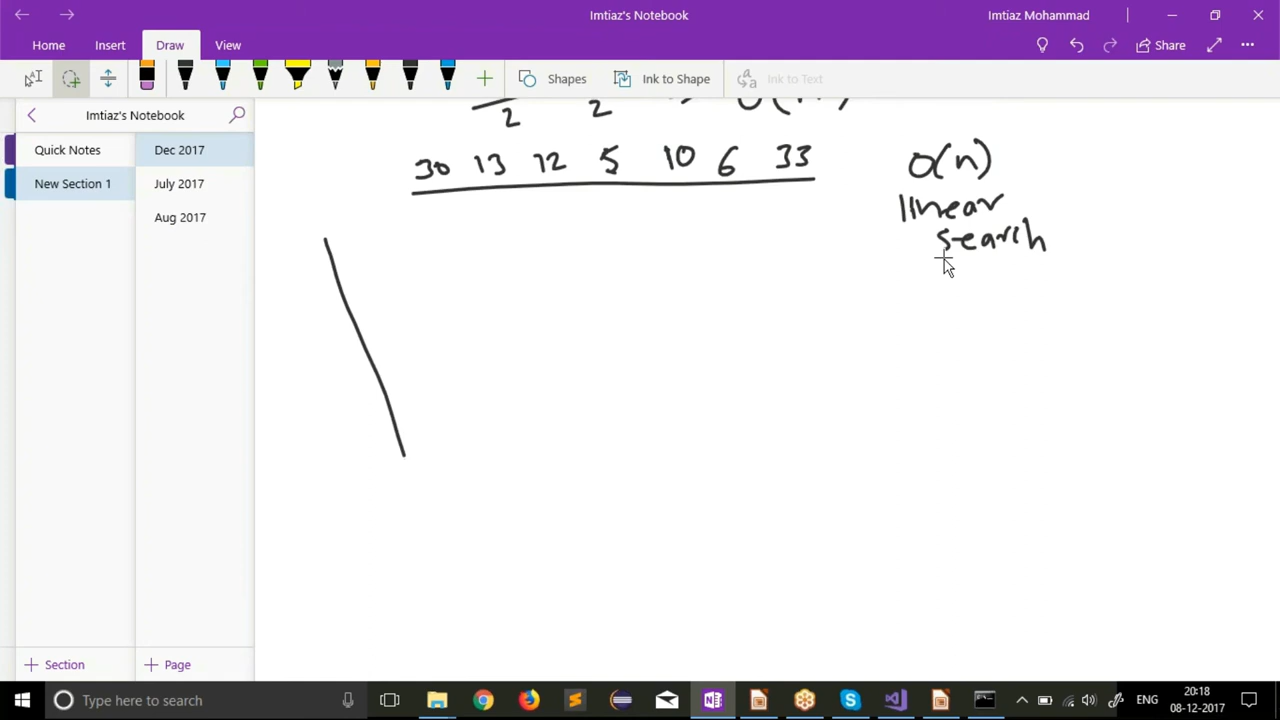 Imtiaz's Notebook
Imtiaz Mohammad
Home Insert Draw View
Share
Shapes
Ink to Shape
Ink to Text
Imtiaz's Notebook
Quick Notes
New Section 1
Dec 2017
July 2017
Aug 2017
2 2
30 13 12 5 10 6 33
O(n)
linear
search
Section
Page
Type here to search
ENG
20:18
08-12-2017